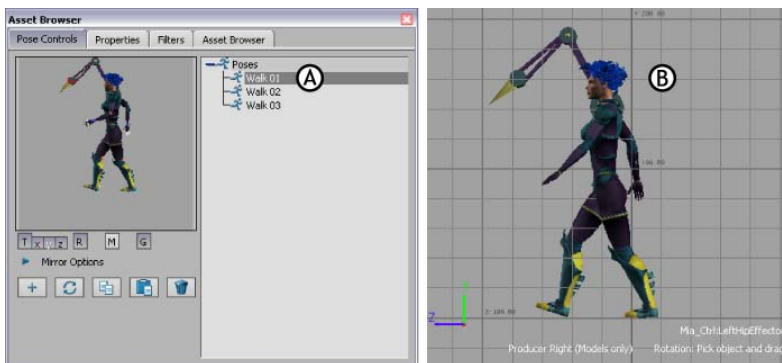 Asset Browser
Pose Controls
Properties
Filters
Asset Browser
Poses
Walk 01
Walk 02
Walk 03
A
T x y z R M G
Mirror Options
B
Z
Mia_Ctrl:LeftHipEffector
Producer Right (Models only) Rotation: Pick object and drag